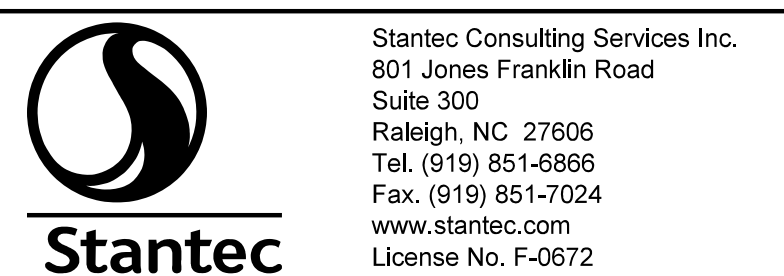 Stantec
Stantec Consulting Services Inc.
801 Jones Franklin Road
Suite 300
Raleigh, NC  27606
Tel. (919) 851-6866
Fax. (919) 851-7024
www.stantec.com
License No. F-0672